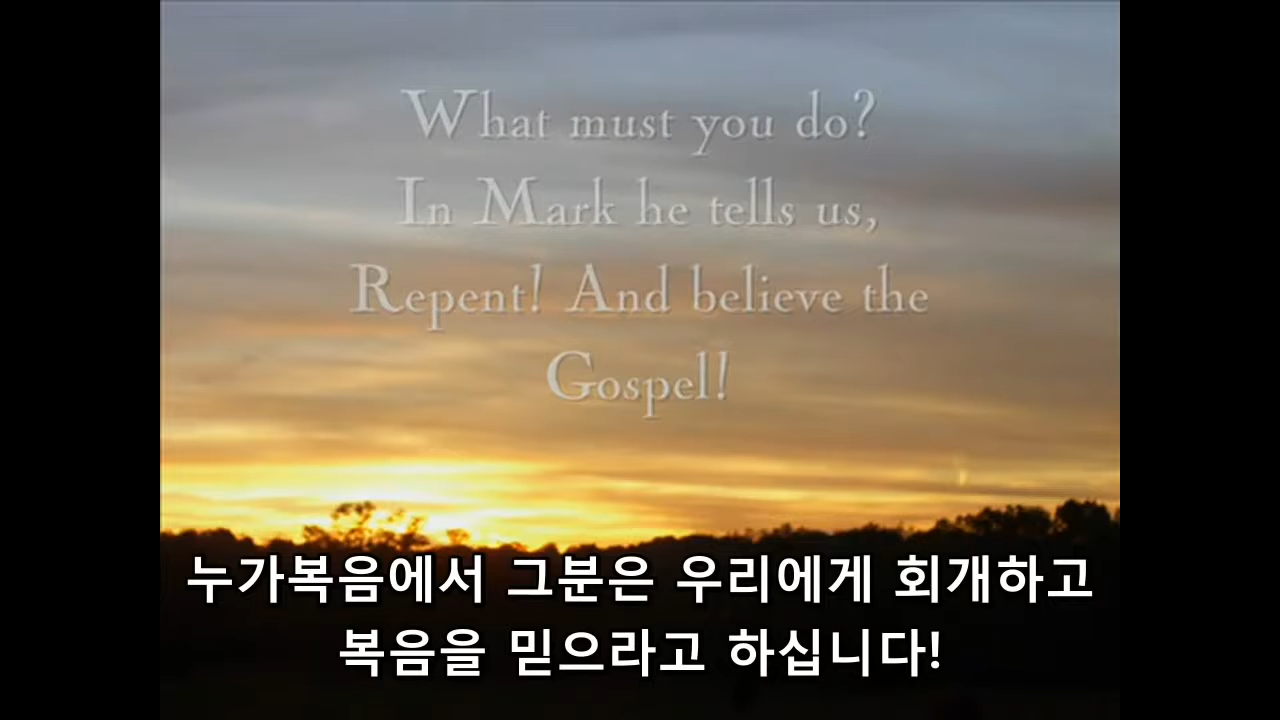 What must you do?
In Mark he tells us,
Repent! And believe the
Gospel!
누가복음에서 그분은 우리에게 회개하고
복음을 믿으라고 하십니다!